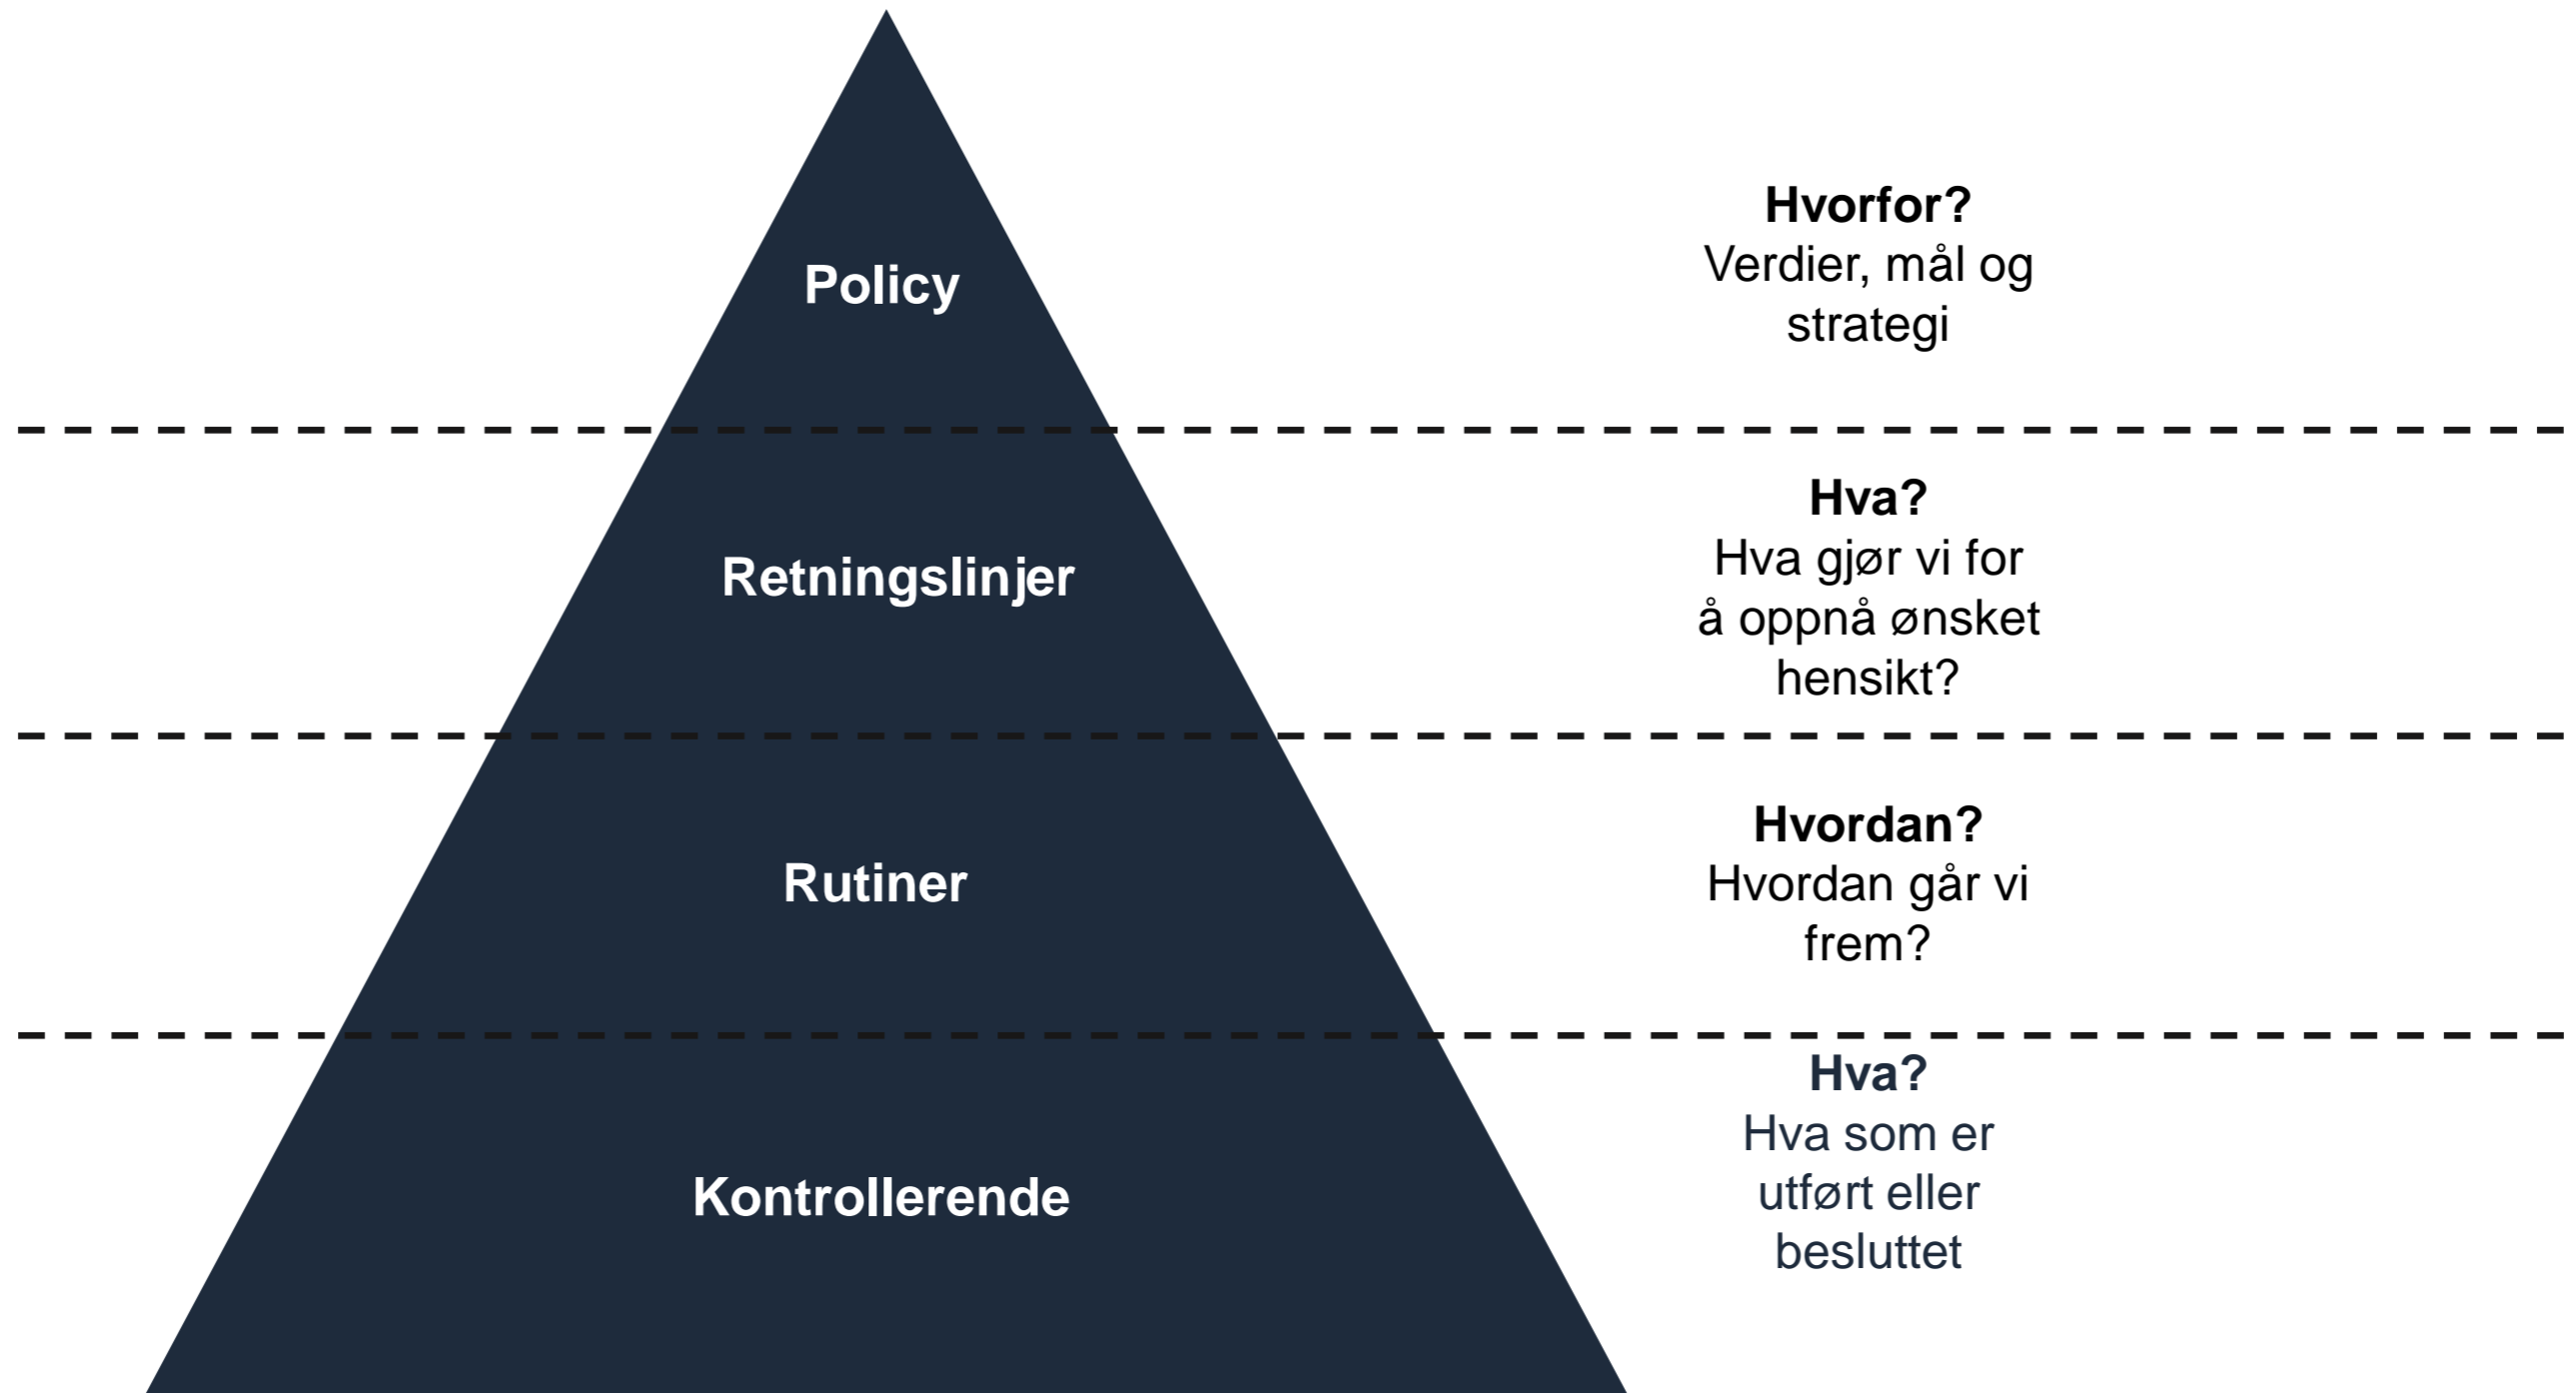 Policy
Hvorfor?
Verdier, mål og
strategi
Retningslinjer
Hva?
Hva gjør vi for
å oppnå ønsket
hensikt?
Rutiner
Hvordan?
Hvordan går vi
frem?
Kontrollerende
Hva?
Hva som er
utført eller
besluttet